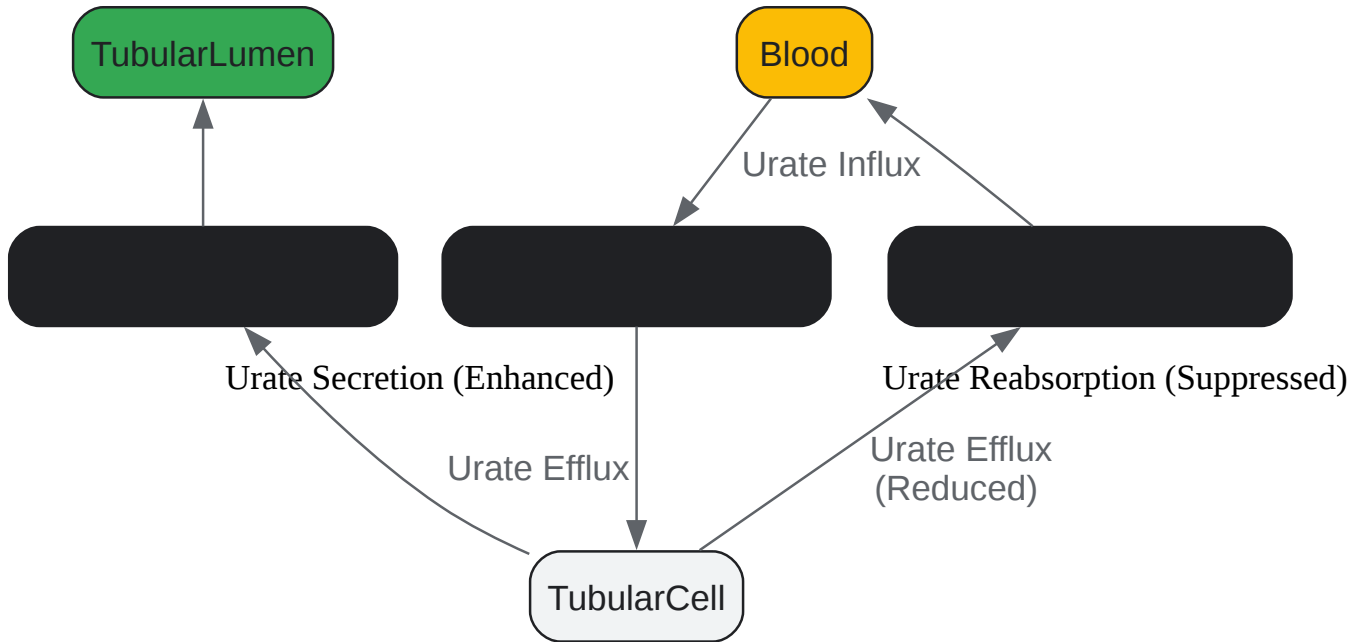 TubularLumen
Blood
Urate Influx
Urate Secretion (Enhanced)
Urate Reabsorption (Suppressed)
Urate Efflux
Urate Efflux
(Reduced)
TubularCell